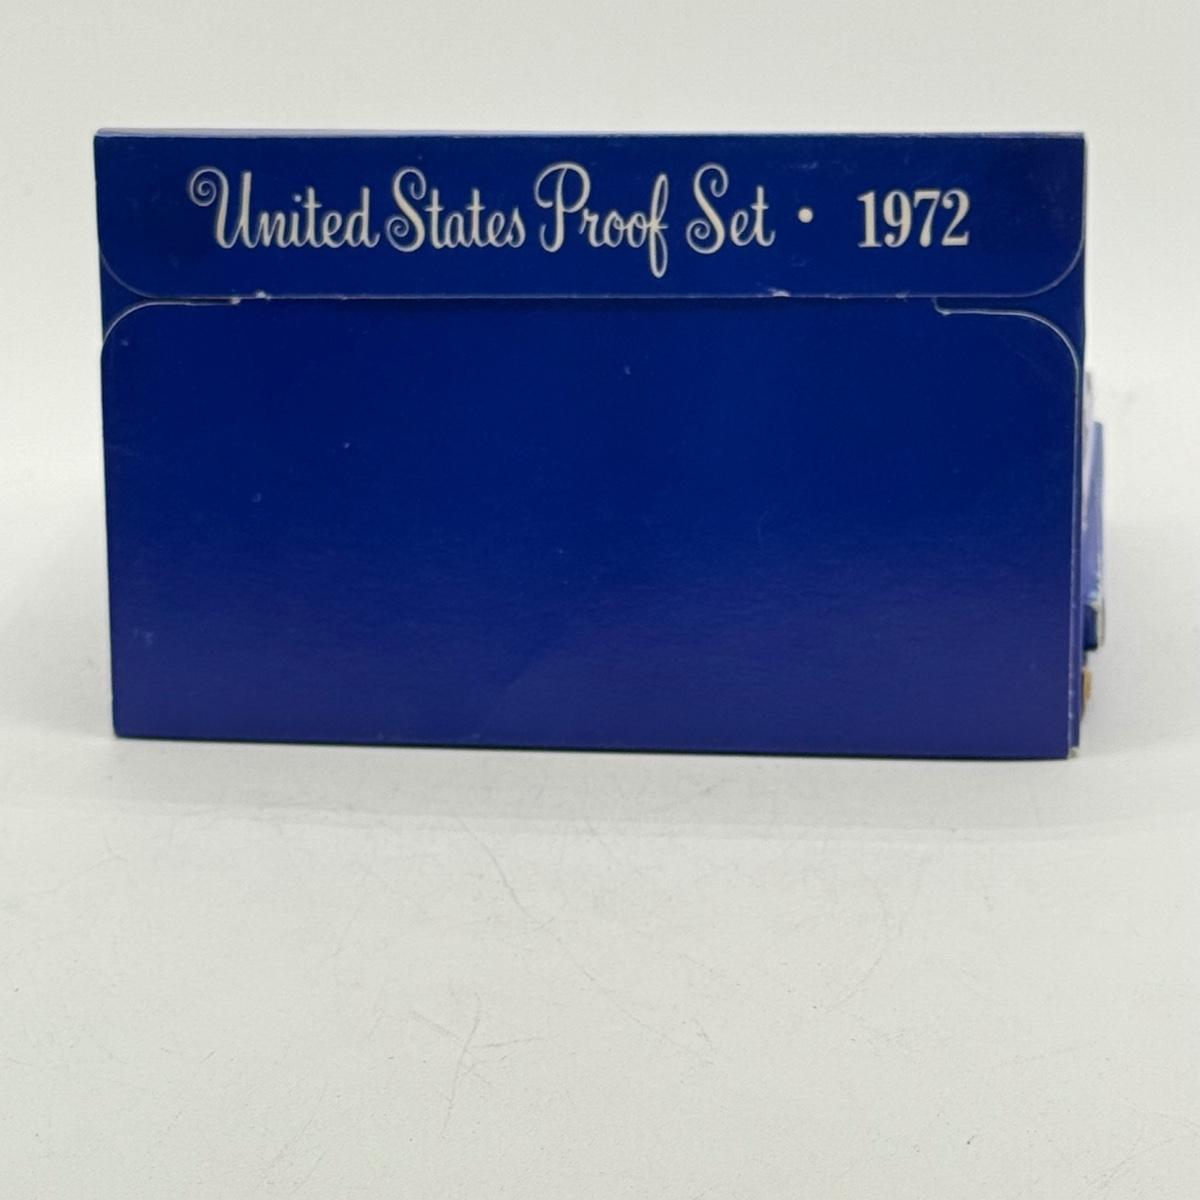 United States Proof Set • 1972